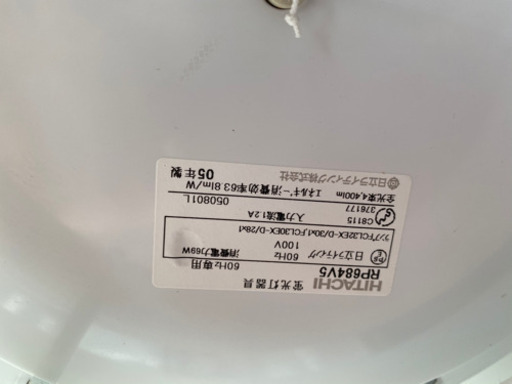 HITACHI 蛍光灯器具
RP684V5 60Hz専用
日立ライティング 60Hz 消費電力69W
100V
ランプFCL32EX-D/30x1,FCL30EX-D/28x1
C8115 入力電流1.2A
376177 050801L
全光束4,400lm エネルギー消費効率63.8lm/W
日立ライティング株式会社 05年製